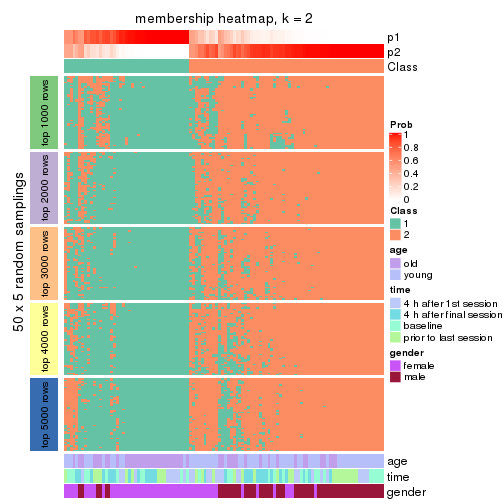 membership heatmap, k = 2
p1
p2
Class
50 x 5 random samplings
top 1000 rows
top 2000 rows
top 3000 rows
top 4000 rows
top 5000 rows
age
time
gender
Prob
1
0.8
0.6
0.4
0.2
0
Class
1
2
age
old
young
time
4 h after 1st session
4 h after final session
baseline
prior to last session
gender
female
male